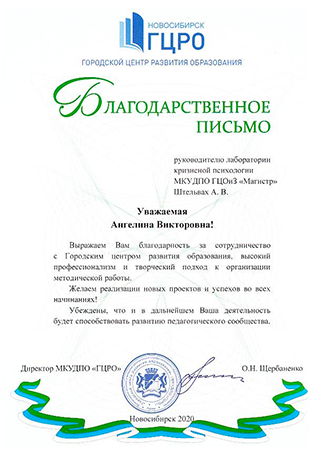 НОВОСИБИРСК
ГЦРО
ГОРОДСКОЙ ЦЕНТР РАЗВИТИЯ ОБРАЗОВАНИЯ
БЛАГОДАРСТВЕННОЕ
ПИСЬМО
руководителю лаборатории
кризисной психологии
МКУДПО ГЦОиЗ «Магистр»
Штельвах А. В.
Уважаемая
Ангелина Викторовна!
Выражаем Вам благодарность за сотрудничество
с Городским центром развития образования, высокий
профессионализм и творческий подход к организации
методической работы.
Желаем реализации новых проектов и успехов во всех
начинаниях!
Убеждены, что и в дальнейшем Ваша деятельность
будет способствовать развитию педагогического сообщества.
Директор МКУДПО «ГЦРО»
О.Н. Щербаненко
Новосибирск 2020